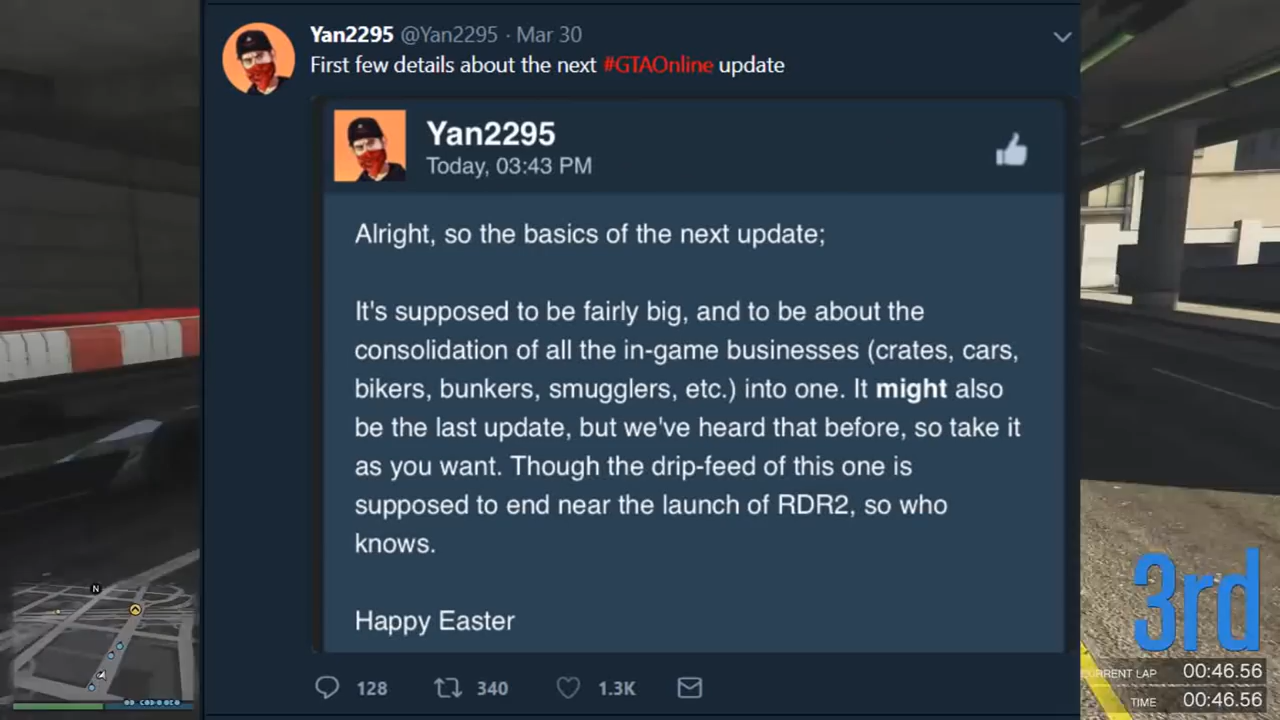 Yan2295 @Yan2295 · Mar 30
First few details about the next #GTAOnline update
Yan2295
Today, 03:43 PM
Alright, so the basics of the next update;
It's supposed to be fairly big, and to be about the
consolidation of all the in-game businesses (crates, cars,
bikers, bunkers, smugglers, etc.) into one. It might also
be the last update, but we've heard that before, so take it
as you want. Though the drip-feed of this one is
supposed to end near the launch of RDR2, so who
knows.
Happy Easter
128 340 1.3K
N
3rd
CURRENT LAP 00:46.56
TIME 00:46.56